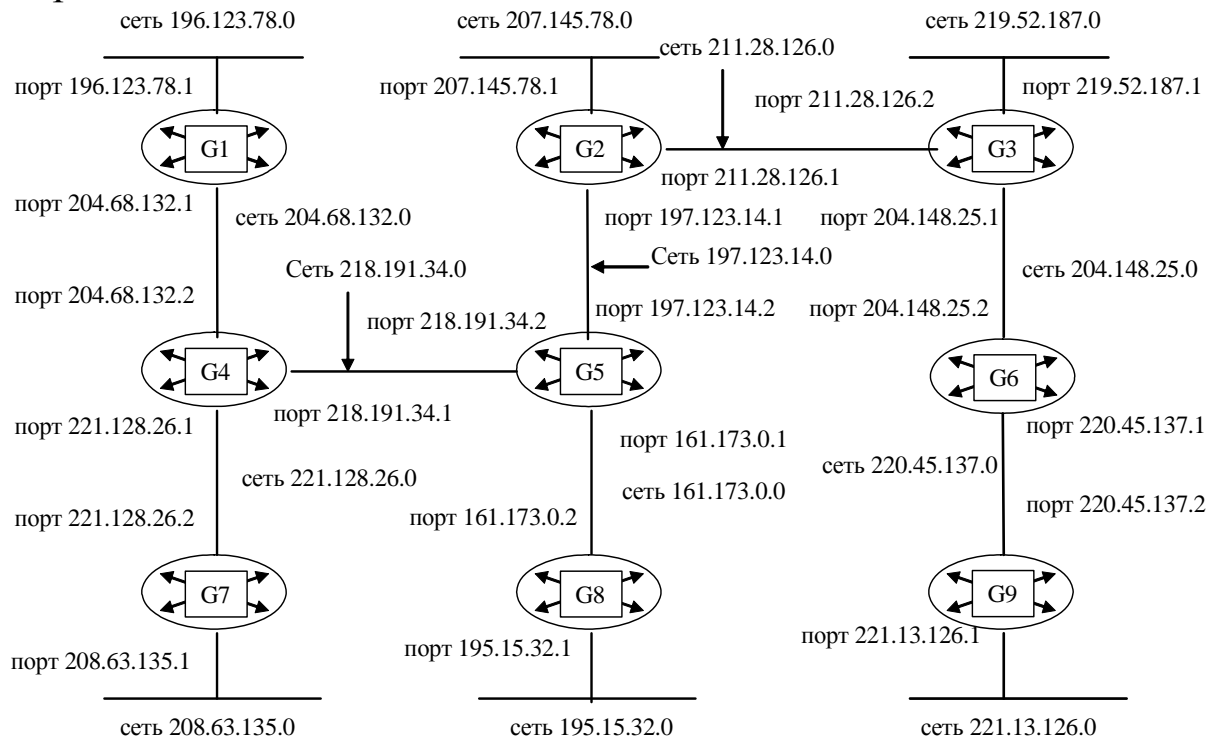 сеть 196.123.78.0
сеть 207.145.78.0
сеть 219.52.187.0
сеть 211.28.126.0
порт 196.123.78.1
порт 207.145.78.1
порт 211.28.126.2
порт 219.52.187.1
G1
G2
G3
порт 204.68.132.1
порт 211.28.126.1
сеть 204.68.132.0
порт 197.123.14.1
порт 204.148.25.1
Сеть 218.191.34.0
Сеть 197.123.14.0
сеть 204.148.25.0
порт 204.68.132.2
порт 218.191.34.2
порт 197.123.14.2
порт 204.148.25.2
G4
G5
G6
порт 221.128.26.1
порт 218.191.34.1
порт 161.173.0.1
порт 220.45.137.1
сеть 221.128.26.0
сеть 161.173.0.0
сеть 220.45.137.0
порт 221.128.26.2
порт 161.173.0.2
порт 220.45.137.2
G7
G8
G9
порт 208.63.135.1
порт 195.15.32.1
порт 221.13.126.1
сеть 208.63.135.0
сеть 195.15.32.0
сеть 221.13.126.0